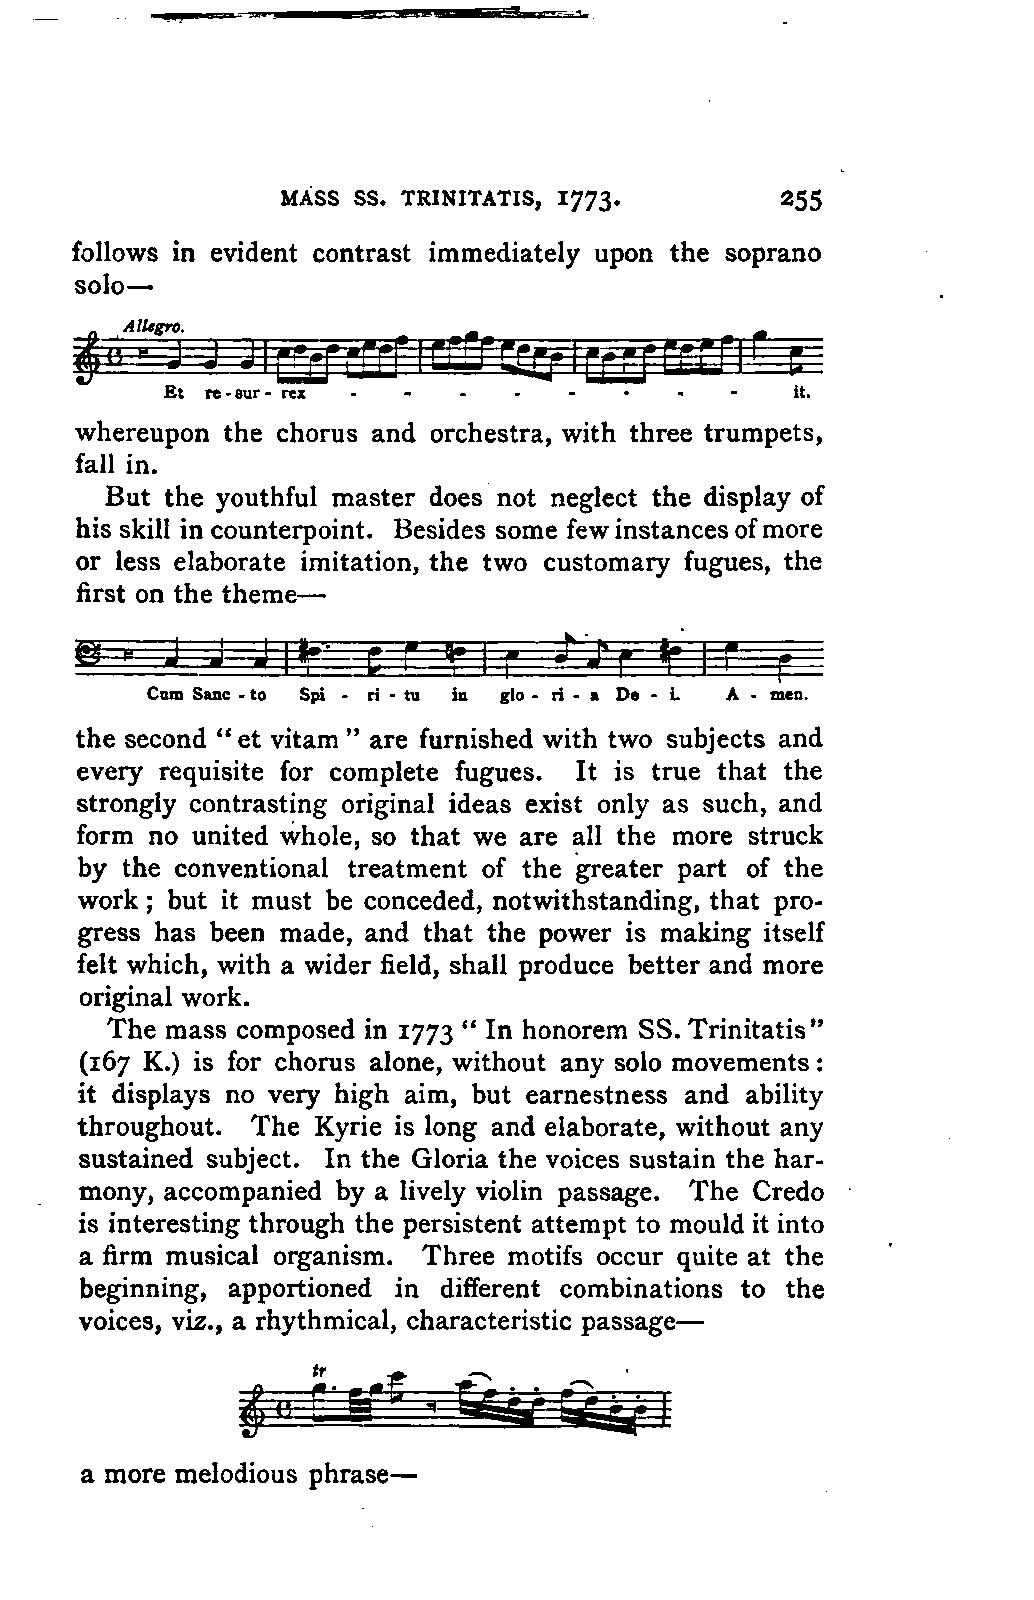 MASS SS. TRINITATIS, 1773. 255
follows in evident contrast immediately upon the soprano
solo—
Allegro.
Et re - sur - rex - - - - - - - - it.
whereupon the chorus and orchestra, with three trumpets,
fall in.
But the youthful master does not neglect the display of
his skill in counterpoint. Besides some few instances of more
or less elaborate imitation, the two customary fugues, the
first on the theme—
Cum Sanc - to Spi - ri - tu in glo - ri - a De - i. A - men.
the second "et vitam" are furnished with two subjects and
every requisite for complete fugues. It is true that the
strongly contrasting original ideas exist only as such, and
form no united whole, so that we are all the more struck
by the conventional treatment of the greater part of the
work; but it must be conceded, notwithstanding, that pro-
gress has been made, and that the power is making itself
felt which, with a wider field, shall produce better and more
original work.
The mass composed in 1773 "In honorem SS. Trinitatis"
(167 K.) is for chorus alone, without any solo movements:
it displays no very high aim, but earnestness and ability
throughout. The Kyrie is long and elaborate, without any
sustained subject. In the Gloria the voices sustain the har-
mony, accompanied by a lively violin passage. The Credo
is interesting through the persistent attempt to mould it into
a firm musical organism. Three motifs occur quite at the
beginning, apportioned in different combinations to the
voices, viz., a rhythmical, characteristic passage—
tr
a more melodious phrase—